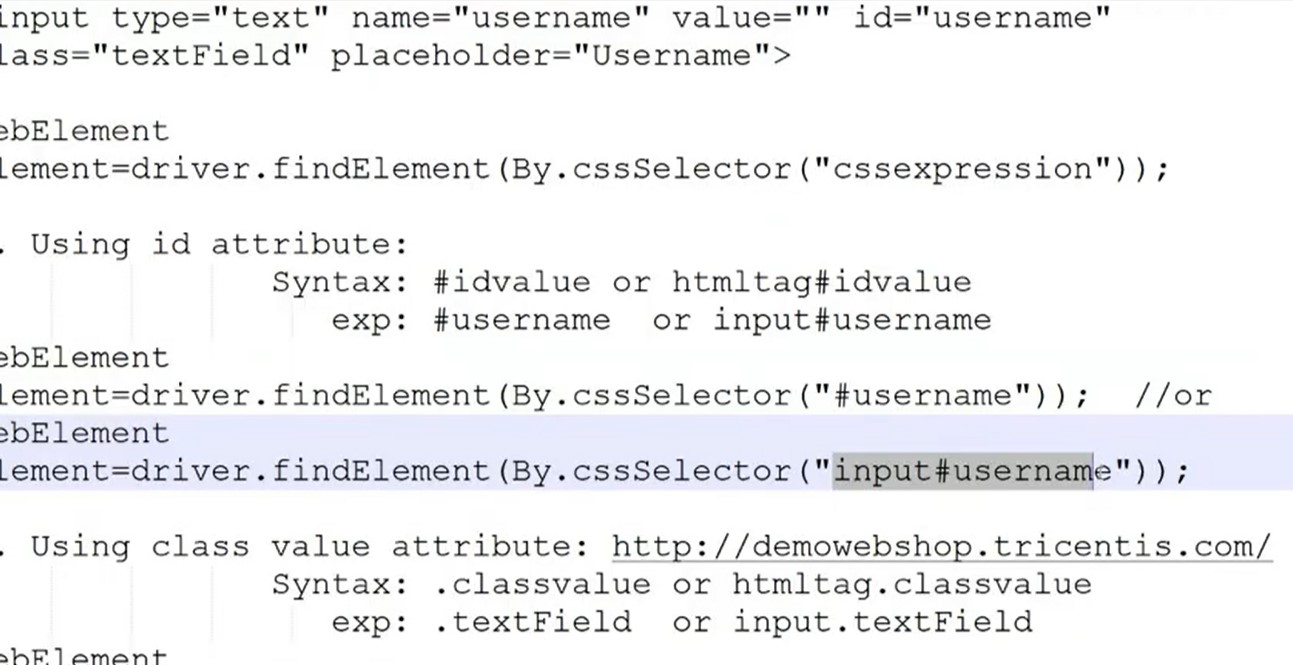 input type="text" name="username" value="" id="username"
lass="textField" placeholder="Username">
ebElement
lement=driver.findElement(By.cssSelector("cssexpression"));
. Using id attribute:
Syntax: #idvalue or htmltag#idvalue
exp: #username or input#username
ebElement
lement=driver.findElement(By.cssSelector("#username")); //or
ebElement
lement=driver.findElement(By.cssSelector("input#username"));
. Using class value attribute: http://demowebshop.tricentis.com/
Syntax: .classvalue or htmltag.classvalue
exp: .textField or input.textField
ebElement